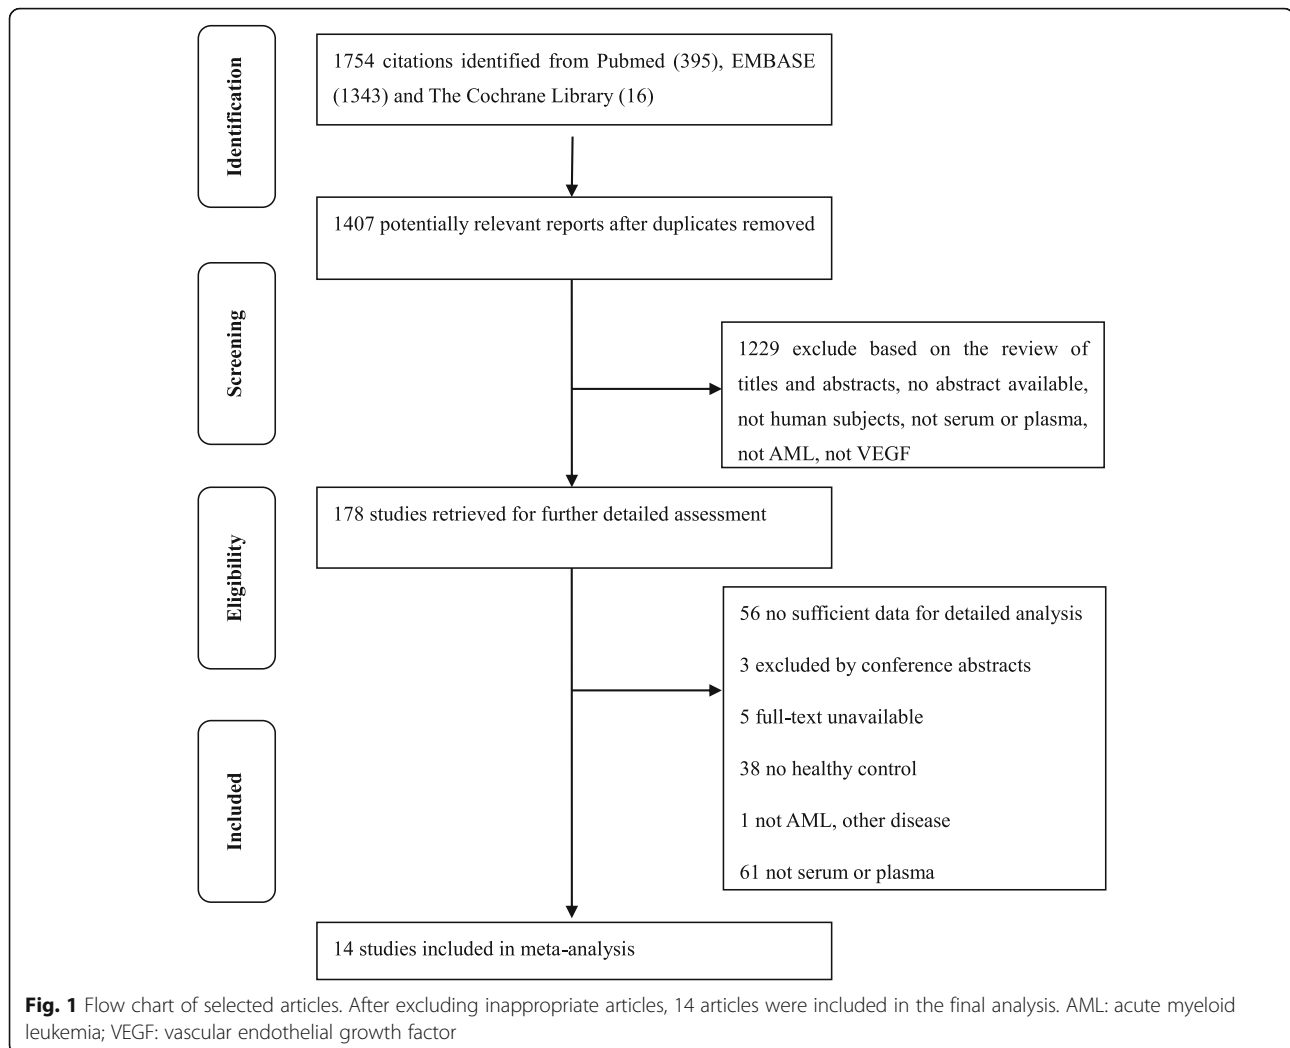 Identification
1754 citations identified from Pubmed (395), EMBASE
(1343) and The Cochrane Library (16)
1407 potentially relevant reports after duplicates removed
Screening
1229 exclude based on the review of
titles and abstracts, no abstract available,
not human subjects, not serum or plasma,
not AML, not VEGF
Eligibility
178 studies retrieved for further detailed assessment
56 no sufficient data for detailed analysis
3 excluded by conference abstracts
5 full-text unavailable
38 no healthy control
1 not AML, other disease
61 not serum or plasma
Included
14 studies included in meta-analysis
Fig. 1 Flow chart of selected articles. After excluding inappropriate articles, 14 articles were included in the final analysis. AML: acute myeloid
leukemia; VEGF: vascular endothelial growth factor